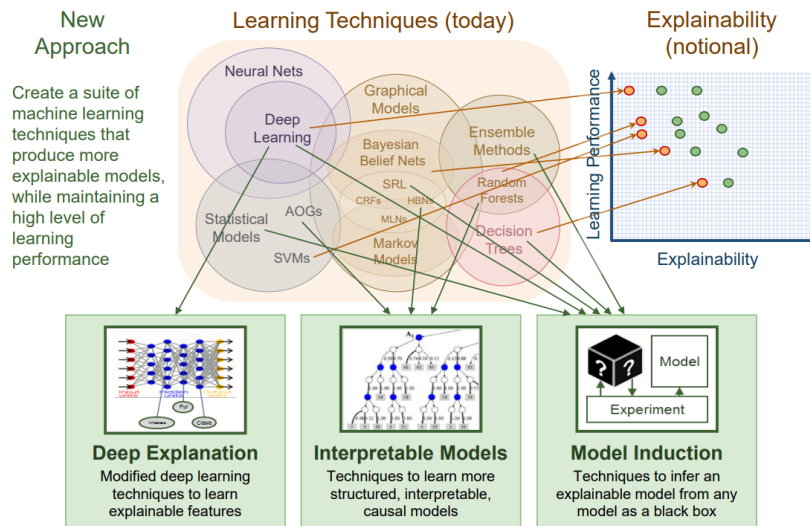 New
Approach
Create a suite of
machine learning
techniques that
produce more
explainable models,
while maintaining a
high level of
learning
performance
Learning Techniques (today)
Neural Nets
Deep
Learning
Graphical
Models
Bayesian
Belief Nets
SRL
CRFs
HBNs
MLNs
Markov
Models
Ensemble
Methods
Random
Forests
Decision
Trees
Statistical
Models
AOGs
SVMs
Explainability
(notional)
Learning Performance
Explainability
Deep Explanation
Modified deep learning
techniques to learn
explainable features
Interpretable Models
Techniques to learn more
structured, interpretable,
causal models
?
?
Model
Experiment
Model Induction
Techniques to infer an
explainable model from any
model as a black box